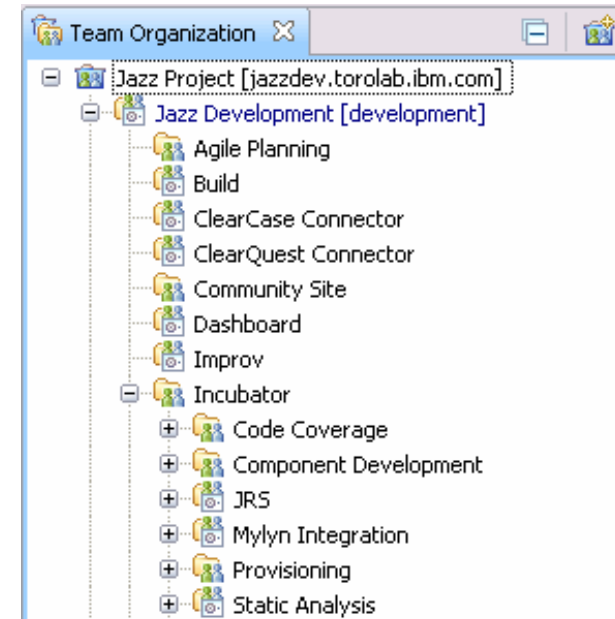 Team Organization
Jazz Project [jazzdev.torolab.ibm.com]
Jazz Development [development]
Agile Planning
Build
ClearCase Connector
ClearQuest Connector
Community Site
Dashboard
Improv
Incubator
Code Coverage
Component Development
JRS
Mylyn Integration
Provisioning
Static Analysis